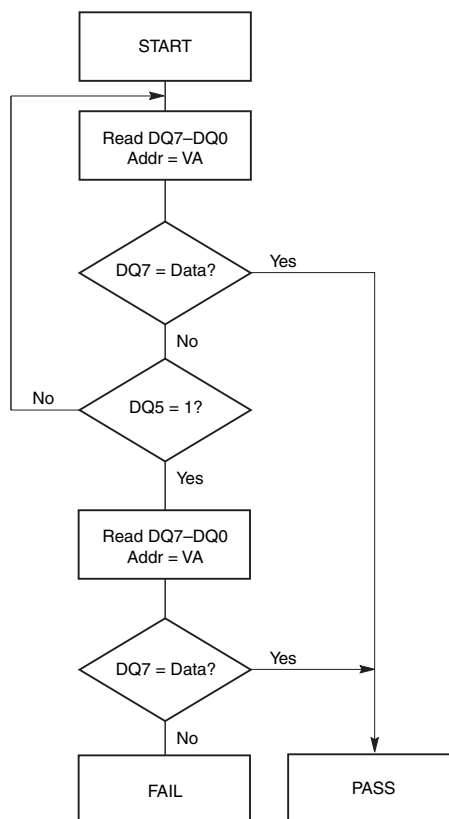 START
Read DQ7–DQ0
Addr = VA
DQ7 = Data?
Yes
No
No
DQ5 = 1?
Yes
Read DQ7–DQ0
Addr = VA
DQ7 = Data?
Yes
No
FAIL
PASS